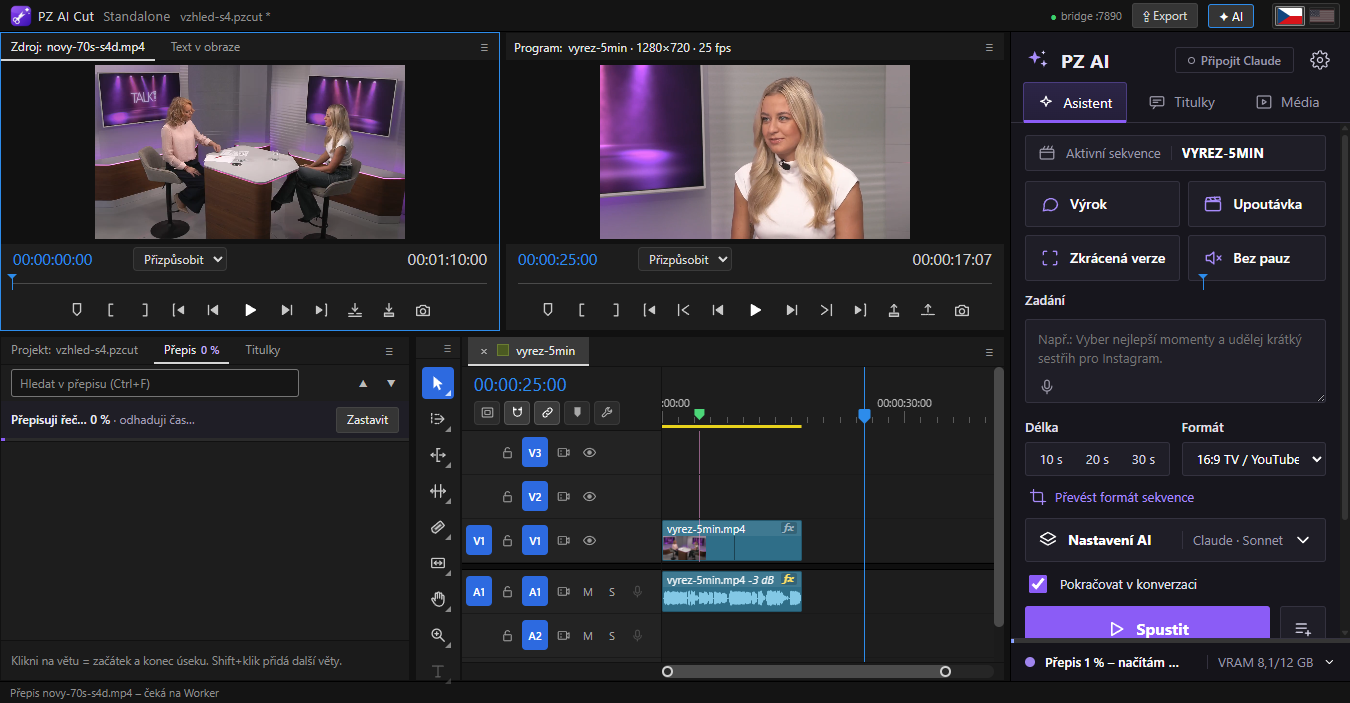 PZ AI Cut Standalone vzhled-s4.pzcut *
bridge :7890 Export AI
Zdroj: novy-70s-s4d.mp4 Text v obraze
TALK!
00:00:00:00 Přizpůsobit 00:01:10:00
Program: vyrez-5min · 1280×720 · 25 fps
00:00:25:00 Přizpůsobit 00:00:17:07
Projekt: vzhled-s4.pzcut Přepis 0 % Titulky
Hledat v přepisu (Ctrl+F)
Přepisuji řeč... 0 % · odhaduji čas... Zastavit
Klikni na větu = začátek a konec úseku. Shift+klik přidá další věty.
× vyrez-5min
00:00:25:00
:00:00 00:00:30:00
V3
V2
V1 V1
vyrez-5min.mp4 fx
A1 A1 M S
vyrez-5min.mp4 -3 dB fx
A2 M S
T
PZ AI Připojit Claude
Asistent Titulky Média
Aktivní sekvence VYREZ-5MIN
Výrok Upoutávka
Zkrácená verze Bez pauz
Zadání
Např.: Vyber nejlepší momenty a udělej krátký
sestřih pro Instagram.
Délka Formát
10 s 20 s 30 s 16:9 TV / YouTube
Převést formát sekvence
Nastavení AI Claude · Sonnet
Pokračovat v konverzaci
Spustit
Přepis 1 % – načítám ... VRAM 8,1/12 GB
Přepis novy-70s-s4d.mp4 – čeká na Worker